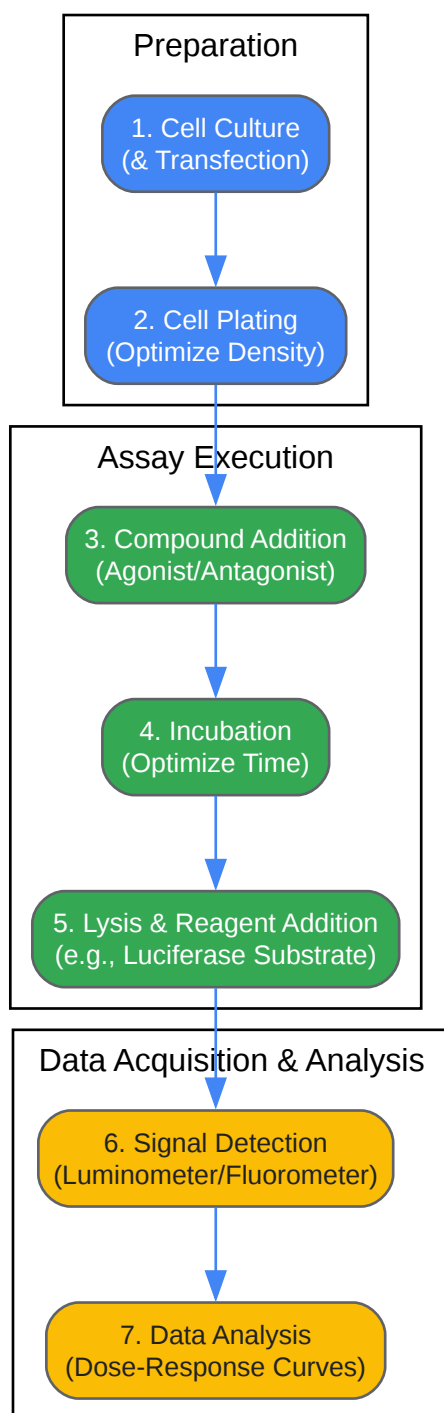 Preparation
1. Cell Culture
(& Transfection)
2. Cell Plating
(Optimize Density)
Assay Execution
3. Compound Addition
(Agonist/Antagonist)
4. Incubation
(Optimize Time)
5. Lysis & Reagent Addition
(e.g., Luciferase Substrate)
Data Acquisition & Analysis
6. Signal Detection
(Luminometer/Fluorometer)
7. Data Analysis
(Dose-Response Curves)